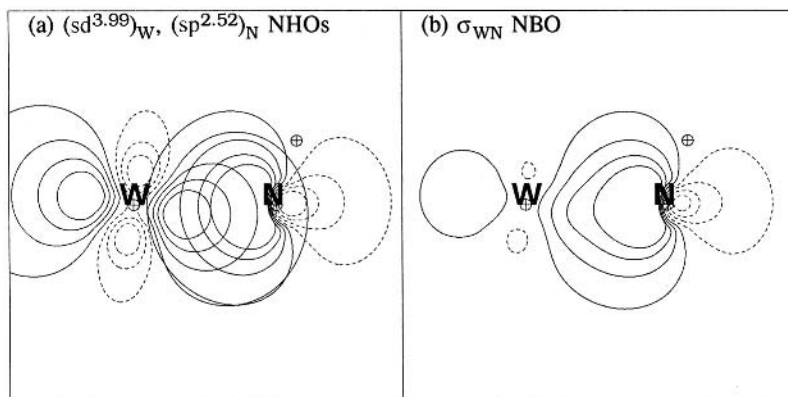 (a) (sd3.99)W, (sp2.52)N NHOs
(b) σWN NBO
W N
W N